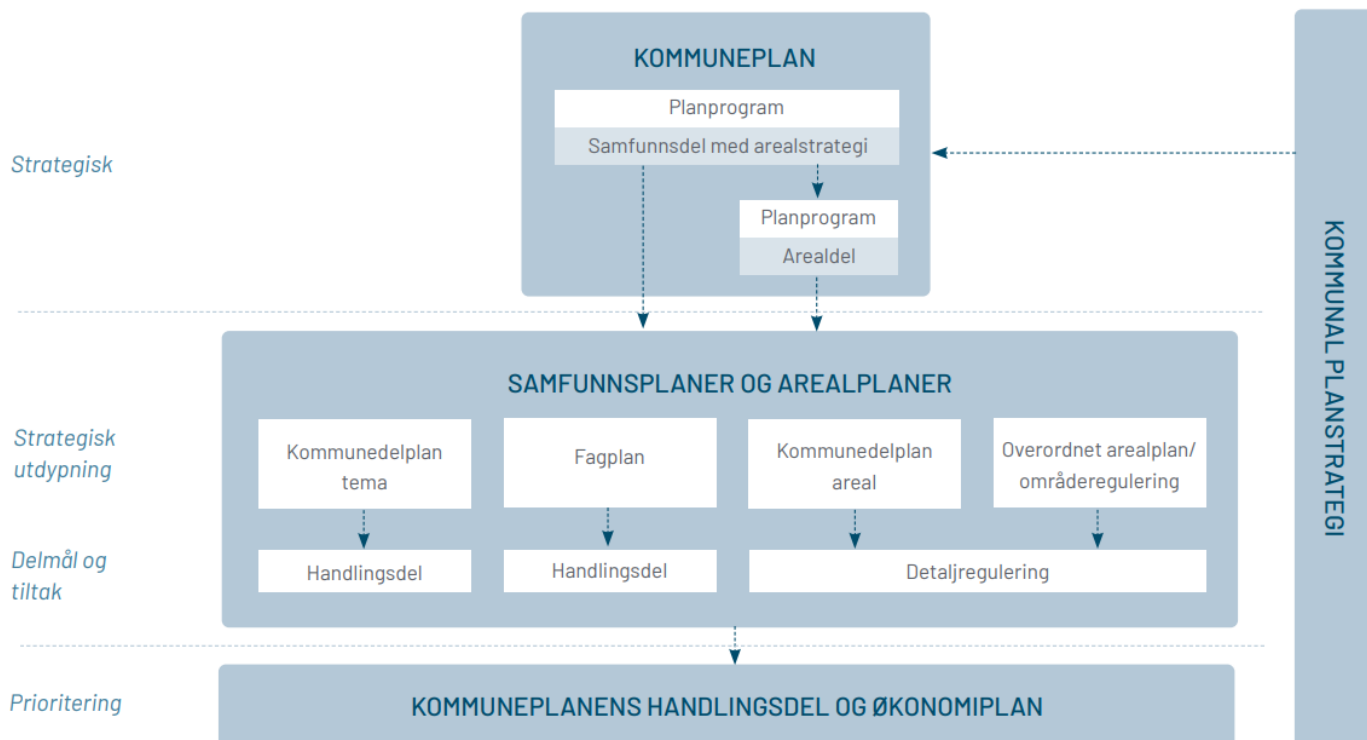 KOMMUNEPLAN
Planprogram
Samfunnsdel med arealstrategi
Strategisk
Planprogram
Arealdel
KOMMUNAL PLANSTRATEGI
SAMFUNNSPLANER OG AREALPLANER
Strategisk
utdypning
Kommunedelplan
tema
Fagplan
Kommunedelplan
areal
Overordnet arealplan/
områderegulering
Delmål og
tiltak
Handlingsdel
Handlingsdel
Detaljregulering
Prioritering
KOMMUNEPLANENS HANDLINGSDEL OG ØKONOMIPLAN